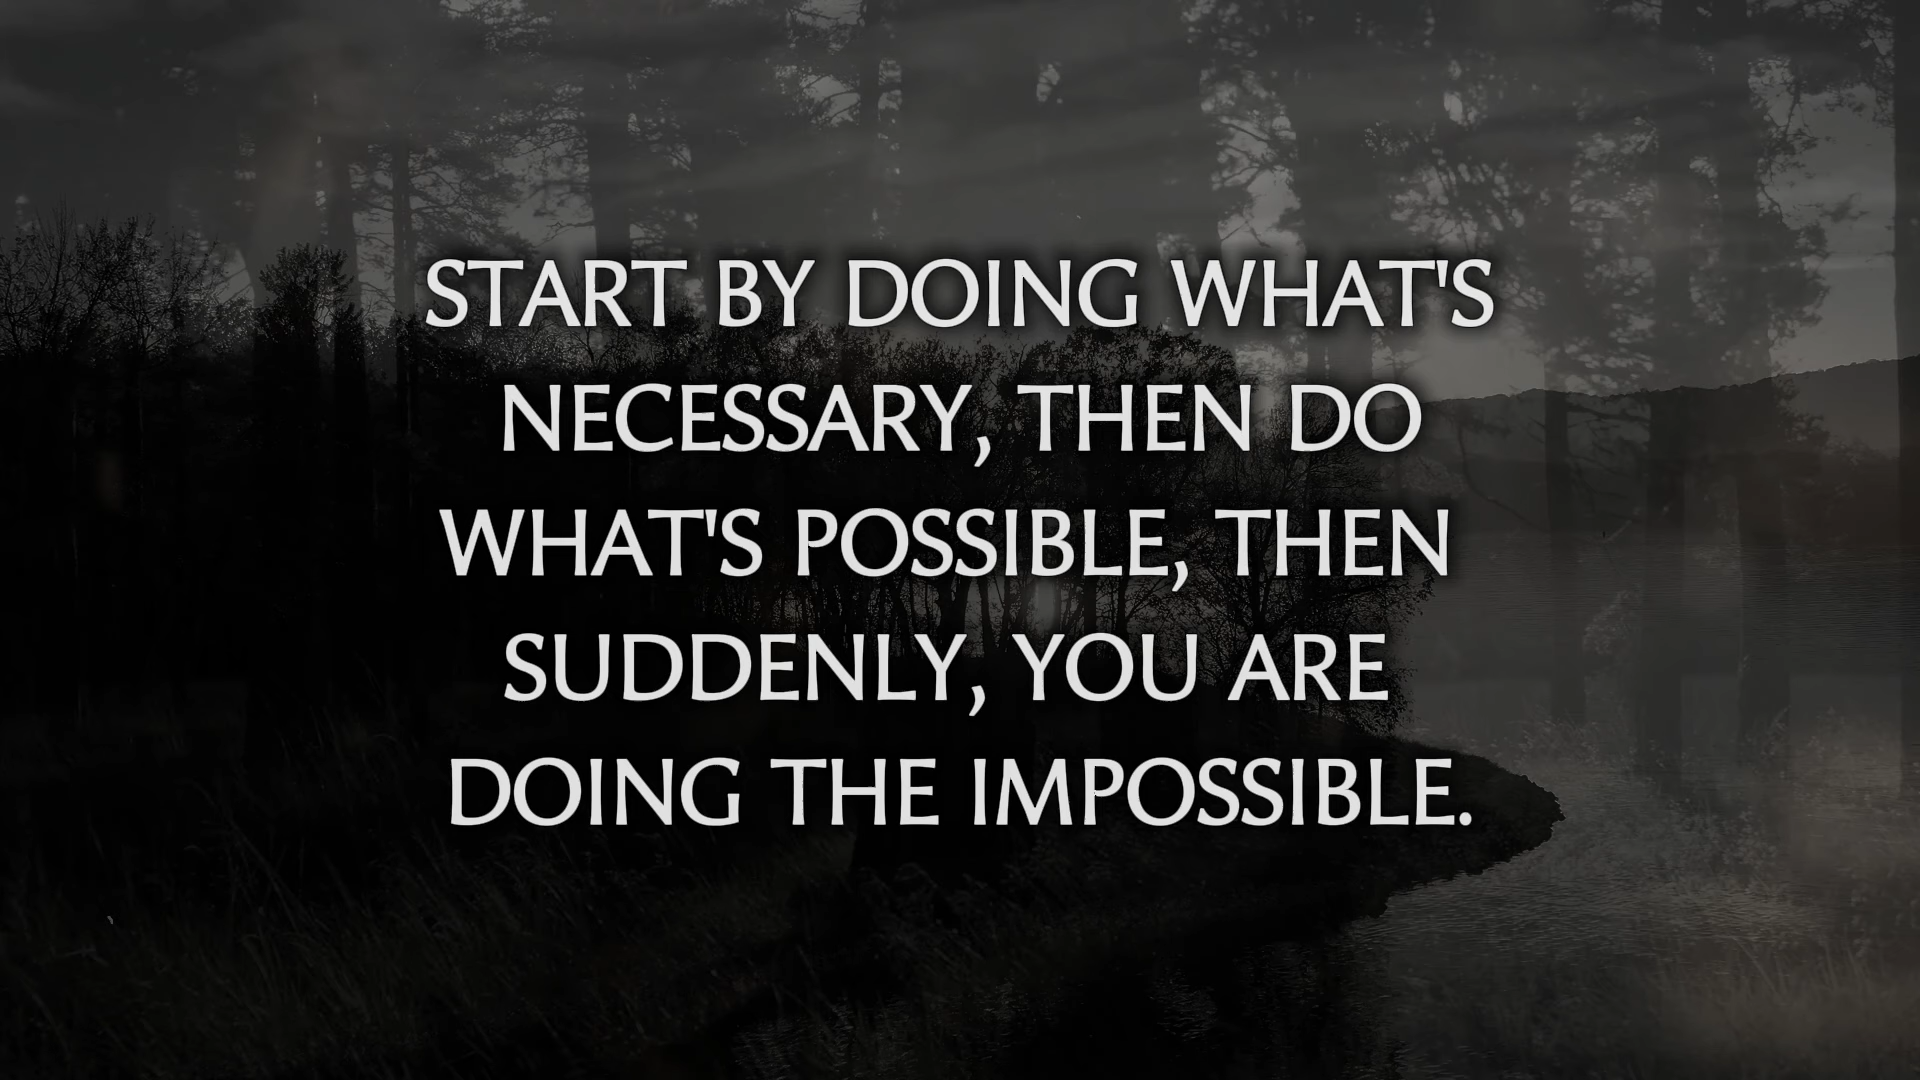 START BY DOING WHAT'S
NECESSARY, THEN DO
WHAT'S POSSIBLE, THEN
SUDDENLY, YOU ARE
DOING THE IMPOSSIBLE.